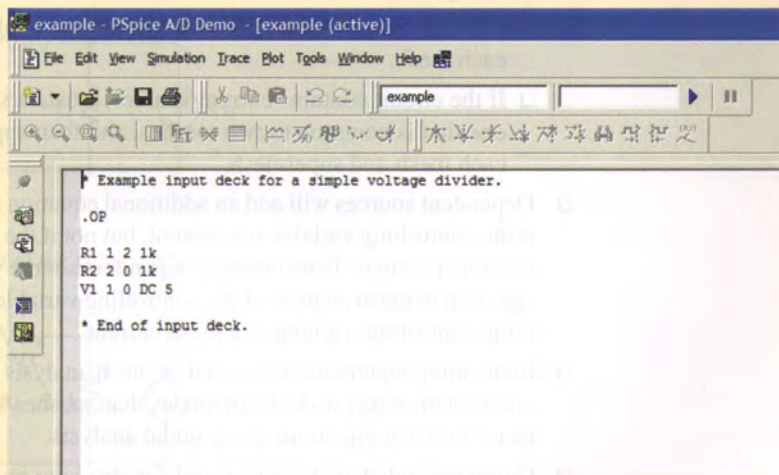 example - PSpice A/D Demo - [example (active)]
File Edit View Simulation Trace Plot Tools Window Help
example
* Example input deck for a simple voltage divider.
.OP
R1 1 2 1k
R2 2 0 1k
V1 1 0 DC 5
* End of input deck.